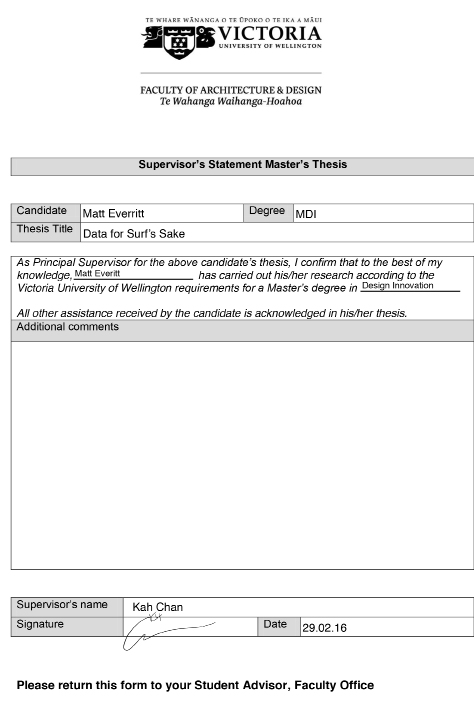 TE WHARE WĀNANGA O TE ŪPOKO O TE IKA A MĀUI
VICTORIA
UNIVERSITY OF WELLINGTON
FACULTY OF ARCHITECTURE & DESIGN
Te Wahanga Waihanga-Hoahoa
Supervisor's Statement Master's Thesis
Candidate Matt Everritt Degree MDI
Thesis Title Data for Surf's Sake
As Principal Supervisor for the above candidate's thesis, I confirm that to the best of my
knowledge, Matt Everitt has carried out his/her research according to the
Victoria University of Wellington requirements for a Master's degree in Design Innovation
All other assistance received by the candidate is acknowledged in his/her thesis.
Additional comments
Supervisor's name Kah Chan
Signature Date 29.02.16
Please return this form to your Student Advisor, Faculty Office